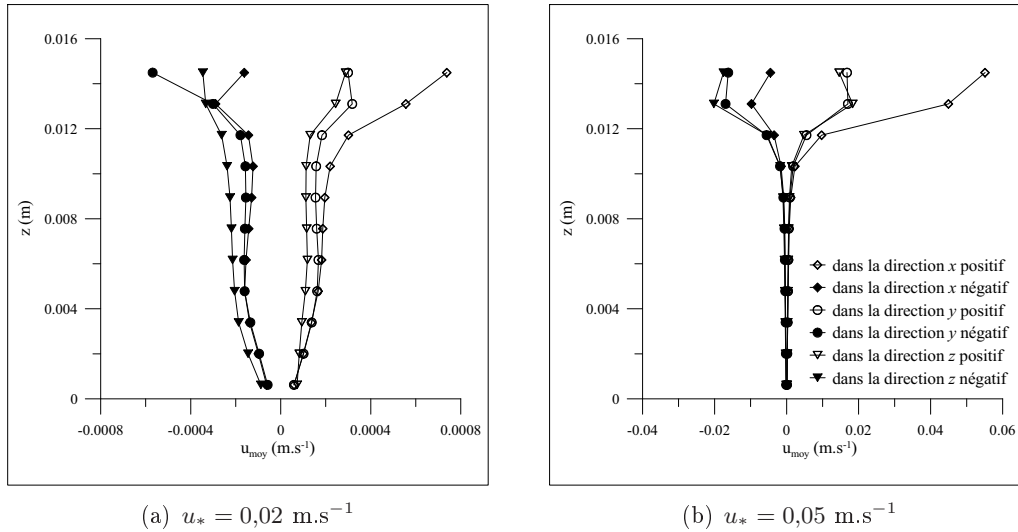 0.016
0.012
0.008
0.004
0
z (m)
-0.0008
-0.0004
0
0.0004
0.0008
u_moy (m.s⁻¹)
(a) u_* = 0,02 m.s⁻¹
0.016
0.012
0.008
0.004
0
z (m)
dans la direction x positif
dans la direction x négatif
dans la direction y positif
dans la direction y négatif
dans la direction z positif
dans la direction z négatif
-0.04
-0.02
0
0.02
0.04
0.06
u_moy (m.s⁻¹)
(b) u_* = 0,05 m.s⁻¹